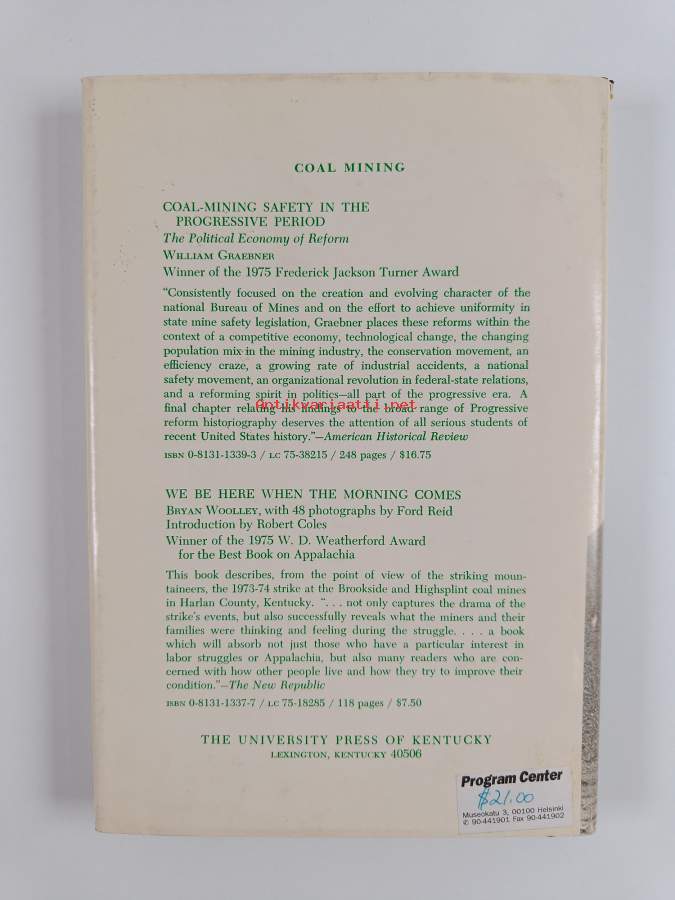 COAL MINING
COAL-MINING SAFETY IN THE
PROGRESSIVE PERIOD
The Political Economy of Reform
WILLIAM GRAEBNER
Winner of the 1975 Frederick Jackson Turner Award
“Consistently focused on the creation and evolving character of the
national Bureau of Mines and on the effort to achieve uniformity in
state mine safety legislation, Graebner places these reforms within the
context of a competitive economy, technological change, the changing
population mix in the mining industry, the conservation movement, an
efficiency craze, a growing rate of industrial accidents, a national
safety movement, an organizational revolution in federal-state relations,
and a reforming spirit in politics—all part of the progressive era. A
antikvariaatti.net
final chapter relating his findings to the broad range of Progressive
reform historiography deserves the attention of all serious students of
recent United States history.”—American Historical Review
ISBN 0-8131-1339-3 / LC 75-38215 / 248 pages / $16.75
WE BE HERE WHEN THE MORNING COMES
BRYAN WOOLLEY, with 48 photographs by Ford Reid
Introduction by Robert Coles
Winner of the 1975 W. D. Weatherford Award
for the Best Book on Appalachia
This book describes, from the point of view of the striking moun-
taineers, the 1973-74 strike at the Brookside and Highsplint coal mines
in Harlan County, Kentucky. “. . . not only captures the drama of the
strike's events, but also successfully reveals what the miners and their
families were thinking and feeling during the struggle. . . . a book
which will absorb not just those who have a particular interest in
labor struggles or Appalachia, but also many readers who are con-
cerned with how other people live and how they try to improve their
condition.”—The New Republic
ISBN 0-8131-1337-7 / LC 75-18285 / 118 pages / $7.50
THE UNIVERSITY PRESS OF KENTUCKY
LEXINGTON, KENTUCKY 40506
Program Center
$21.00
Museokatu 3, 00100 Helsinki
✆ 90-441901 Fax 90-441902